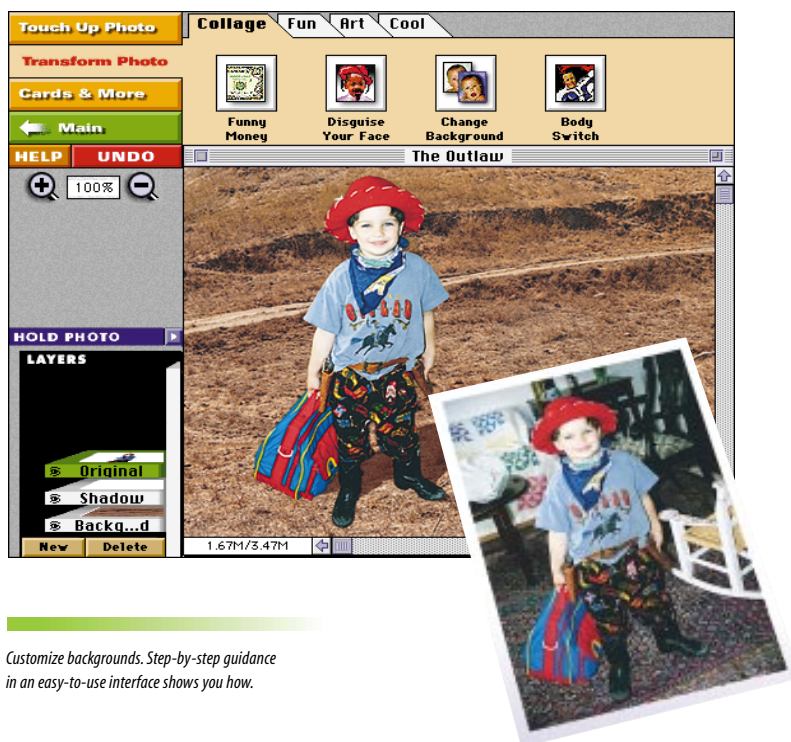 Touch Up Photo
Transform Photo
Cards & More
Main
HELP UNDO
100%
HOLD PHOTO
LAYERS
Original
Shadow
Backg...d
New Delete
Collage Fun Art Cool
Funny
Money
Disguise
Your Face
Change
Background
Body
Switch
The Outlaw
OUTLAW
1.67M/3.47M
Customize backgrounds. Step-by-step guidance
in an easy-to-use interface shows you how.